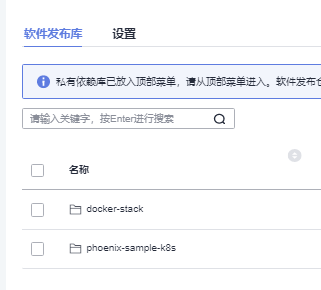 软件发布库 设置
私有依赖库已放入顶部菜单，请从顶部菜单进入。软件发布仓
请输入关键字，按Enter进行搜索
名称
docker-stack
phoenix-sample-k8s